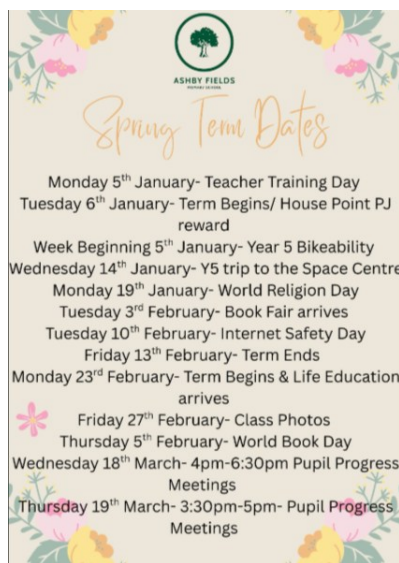 ASHBY FIELDS
PRIMARY SCHOOL
Spring Term Dates
Monday 5th January- Teacher Training Day
Tuesday 6th January- Term Begins/ House Point PJ
reward
Week Beginning 5th January- Year 5 Bikeability
Wednesday 14th January- Y5 trip to the Space Centre
Monday 19th January- World Religion Day
Tuesday 3rd February- Book Fair arrives
Tuesday 10th February- Internet Safety Day
Friday 13th February- Term Ends
Monday 23rd February- Term Begins & Life Education
arrives
Friday 27th February- Class Photos
Thursday 5th February- World Book Day
Wednesday 18th March- 4pm-6:30pm Pupil Progress
Meetings
Thursday 19th March- 3:30pm-5pm- Pupil Progress
Meetings